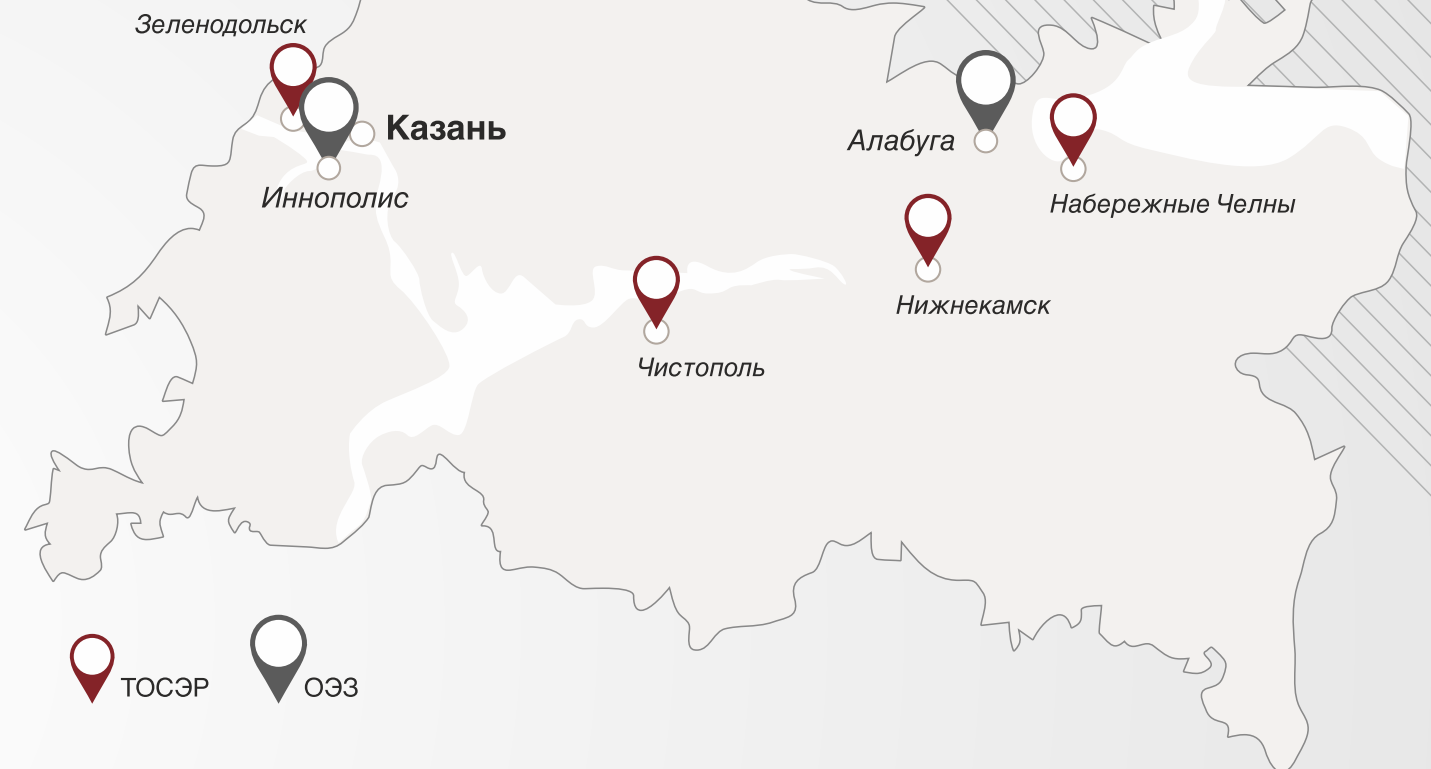 Зеленодольск
Казань
Алабуга
Иннополис
Набережные Челны
Нижнекамск
Чистополь
ТОСЭР
ОЭЗ